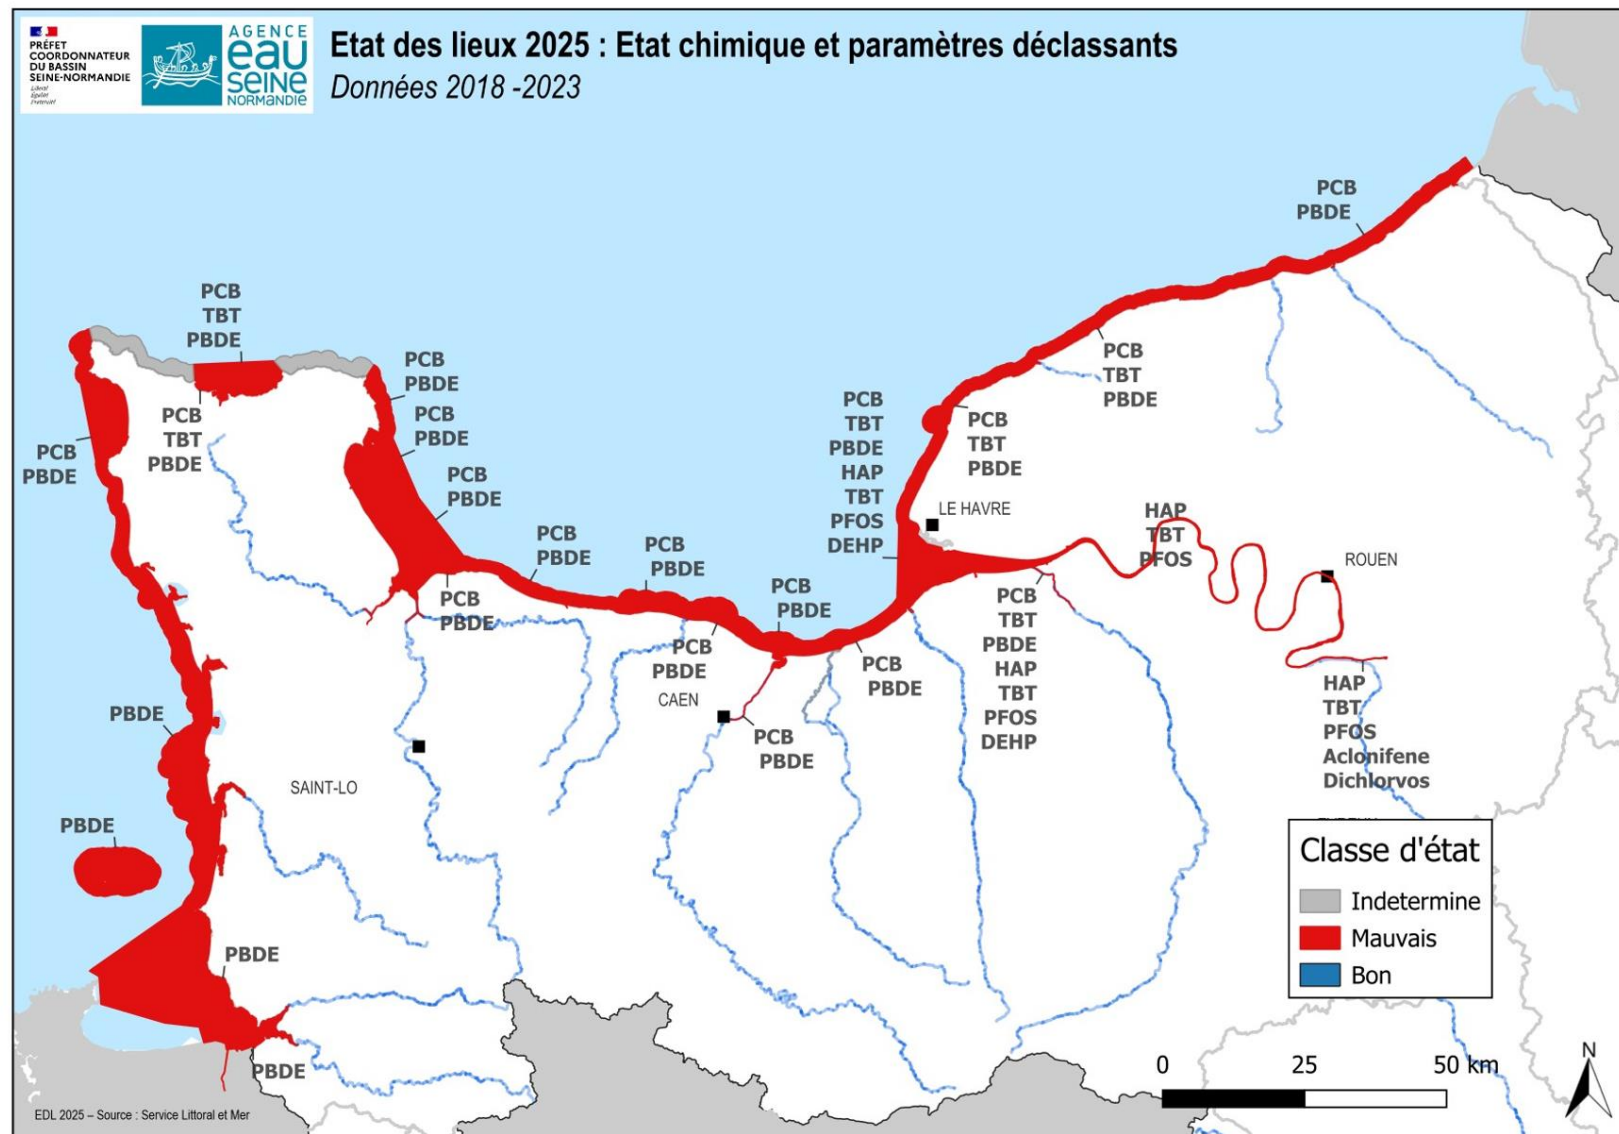 PRÉFET
COORDONNATEUR
DU BASSIN
SEINE-NORMANDIE
Liberté
Égalité
Fraternité
AGENCE
eau
SEINE
NORMANDIE
Etat des lieux 2025 : Etat chimique et paramètres déclassants
Données 2018 -2023
PCB
PBDE
PCB
TBT
PBDE
PCB
PBDE
PCB
PBDE
PCB
TBT
PBDE
PCB
PBDE
PCB
PBDE
PCB
PBDE
PCB
PBDE
PCB
PBDE
PCB
PBDE
PCB
PBDE
PCB
PBDE
PCB
PBDE
PCB
TBT
PBDE
HAP
TBT
PFOS
DEHP
PCB
TBT
PBDE
PCB
TBT
PBDE
LE HAVRE
HAP
TBT
PFOS
ROUEN
PCB
TBT
PBDE
HAP
TBT
PFOS
DEHP
HAP
TBT
PFOS
Aclonifene
Dichlorvos
CAEN
SAINT-LO
PBDE
PBDE
PBDE
PBDE
Classe d'état
Indetermine
Mauvais
Bon
0 25 50 km
N
EDL 2025 – Source : Service Littoral et Mer